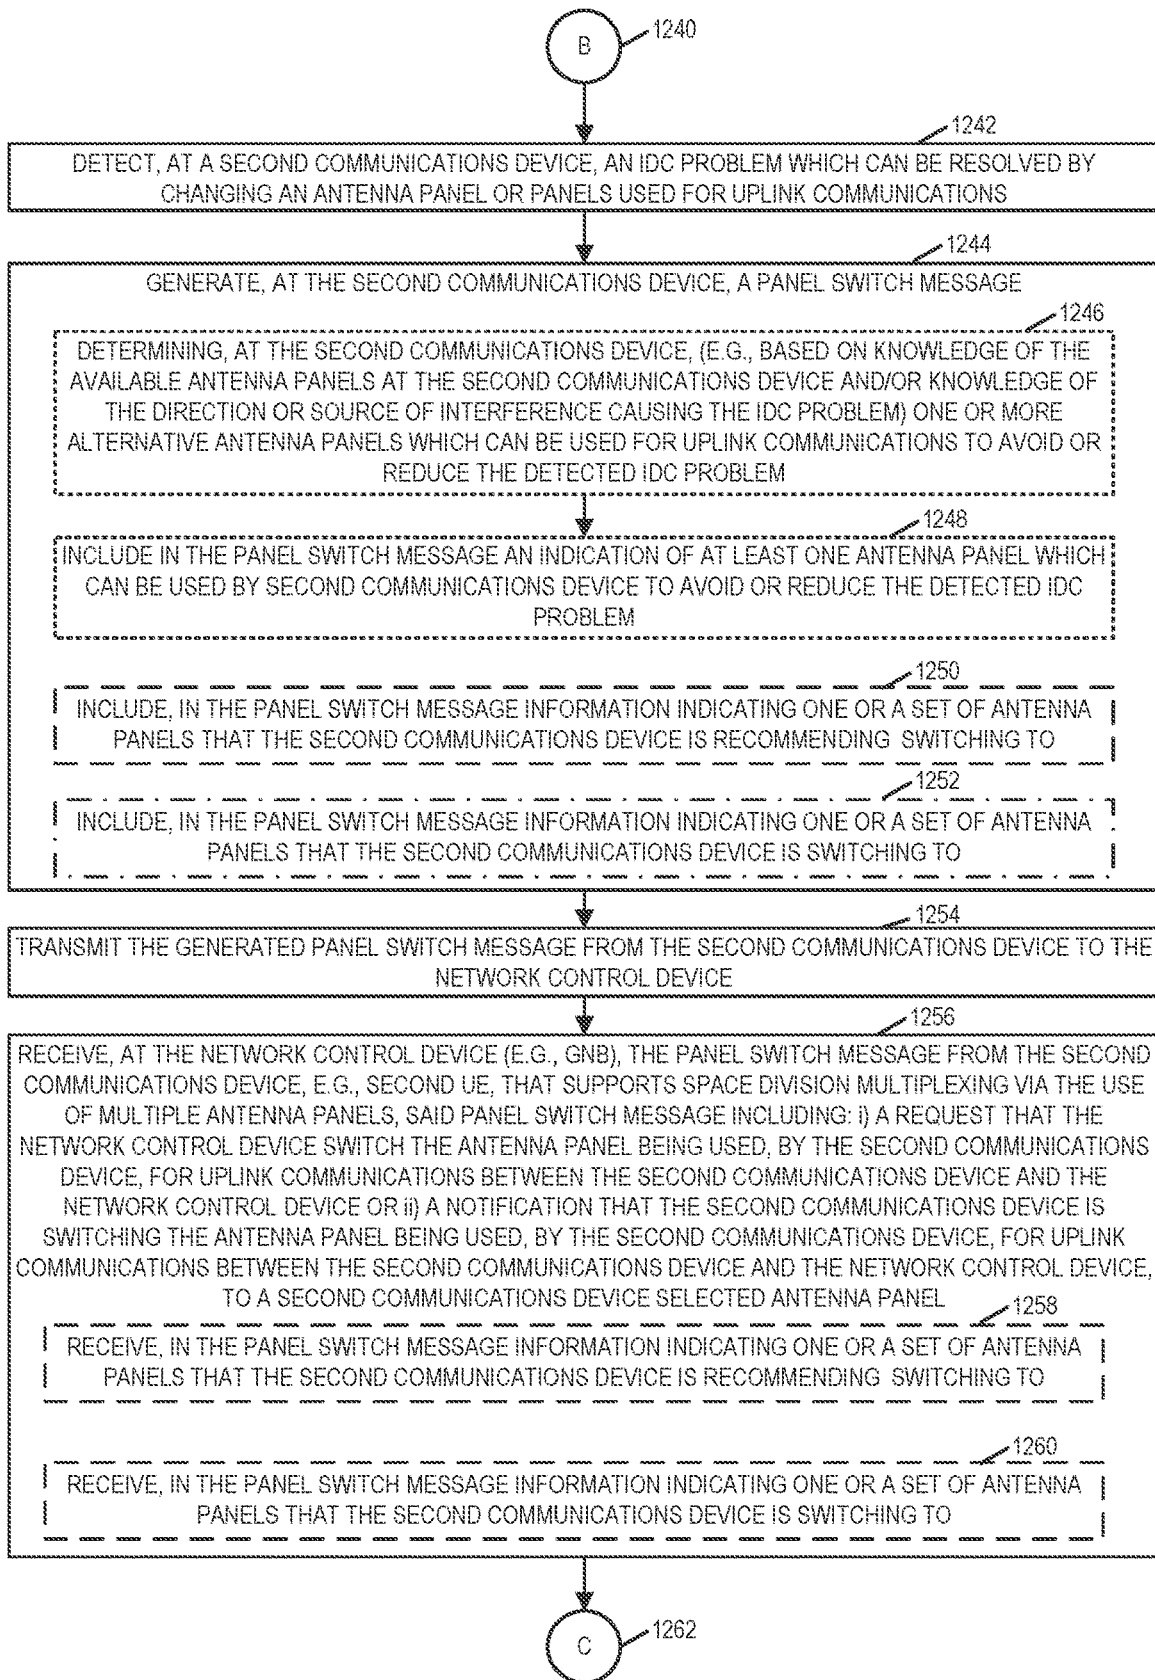 B
1240
1242
DETECT, AT A SECOND COMMUNICATIONS DEVICE, AN IDC PROBLEM WHICH CAN BE RESOLVED BY
CHANGING AN ANTENNA PANEL OR PANELS USED FOR UPLINK COMMUNICATIONS
1244
GENERATE, AT THE SECOND COMMUNICATIONS DEVICE, A PANEL SWITCH MESSAGE
1246
DETERMINING, AT THE SECOND COMMUNICATIONS DEVICE, (E.G., BASED ON KNOWLEDGE OF THE
AVAILABLE ANTENNA PANELS AT THE SECOND COMMUNICATIONS DEVICE AND/OR KNOWLEDGE OF
THE DIRECTION OR SOURCE OF INTERFERENCE CAUSING THE IDC PROBLEM) ONE OR MORE
ALTERNATIVE ANTENNA PANELS WHICH CAN BE USED FOR UPLINK COMMUNICATIONS TO AVOID OR
REDUCE THE DETECTED IDC PROBLEM
1248
INCLUDE IN THE PANEL SWITCH MESSAGE AN INDICATION OF AT LEAST ONE ANTENNA PANEL WHICH
CAN BE USED BY SECOND COMMUNICATIONS DEVICE TO AVOID OR REDUCE THE DETECTED IDC
PROBLEM
1250
INCLUDE, IN THE PANEL SWITCH MESSAGE INFORMATION INDICATING ONE OR A SET OF ANTENNA
PANELS THAT THE SECOND COMMUNICATIONS DEVICE IS RECOMMENDING SWITCHING TO
1252
INCLUDE, IN THE PANEL SWITCH MESSAGE INFORMATION INDICATING ONE OR A SET OF ANTENNA
PANELS THAT THE SECOND COMMUNICATIONS DEVICE IS SWITCHING TO
1254
TRANSMIT THE GENERATED PANEL SWITCH MESSAGE FROM THE SECOND COMMUNICATIONS DEVICE TO THE
NETWORK CONTROL DEVICE
1256
RECEIVE, AT THE NETWORK CONTROL DEVICE (E.G., GNB), THE PANEL SWITCH MESSAGE FROM THE SECOND
COMMUNICATIONS DEVICE, E.G., SECOND UE, THAT SUPPORTS SPACE DIVISION MULTIPLEXING VIA THE USE
OF MULTIPLE ANTENNA PANELS, SAID PANEL SWITCH MESSAGE INCLUDING: i) A REQUEST THAT THE
NETWORK CONTROL DEVICE SWITCH THE ANTENNA PANEL BEING USED, BY THE SECOND COMMUNICATIONS
DEVICE, FOR UPLINK COMMUNICATIONS BETWEEN THE SECOND COMMUNICATIONS DEVICE AND THE
NETWORK CONTROL DEVICE OR ii) A NOTIFICATION THAT THE SECOND COMMUNICATIONS DEVICE IS
SWITCHING THE ANTENNA PANEL BEING USED, BY THE SECOND COMMUNICATIONS DEVICE, FOR UPLINK
COMMUNICATIONS BETWEEN THE SECOND COMMUNICATIONS DEVICE AND THE NETWORK CONTROL DEVICE,
TO A SECOND COMMUNICATIONS DEVICE SELECTED ANTENNA PANEL
1258
RECEIVE, IN THE PANEL SWITCH MESSAGE INFORMATION INDICATING ONE OR A SET OF ANTENNA
PANELS THAT THE SECOND COMMUNICATIONS DEVICE IS RECOMMENDING SWITCHING TO
1260
RECEIVE, IN THE PANEL SWITCH MESSAGE INFORMATION INDICATING ONE OR A SET OF ANTENNA
PANELS THAT THE SECOND COMMUNICATIONS DEVICE IS SWITCHING TO
C
1262